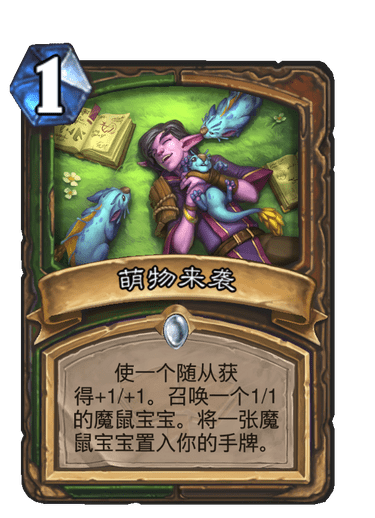 1
萌物来袭
使一个随从获
得+1/+1。召唤一个1/1
的魔鼠宝宝。将一张魔
鼠宝宝置入你的手牌。